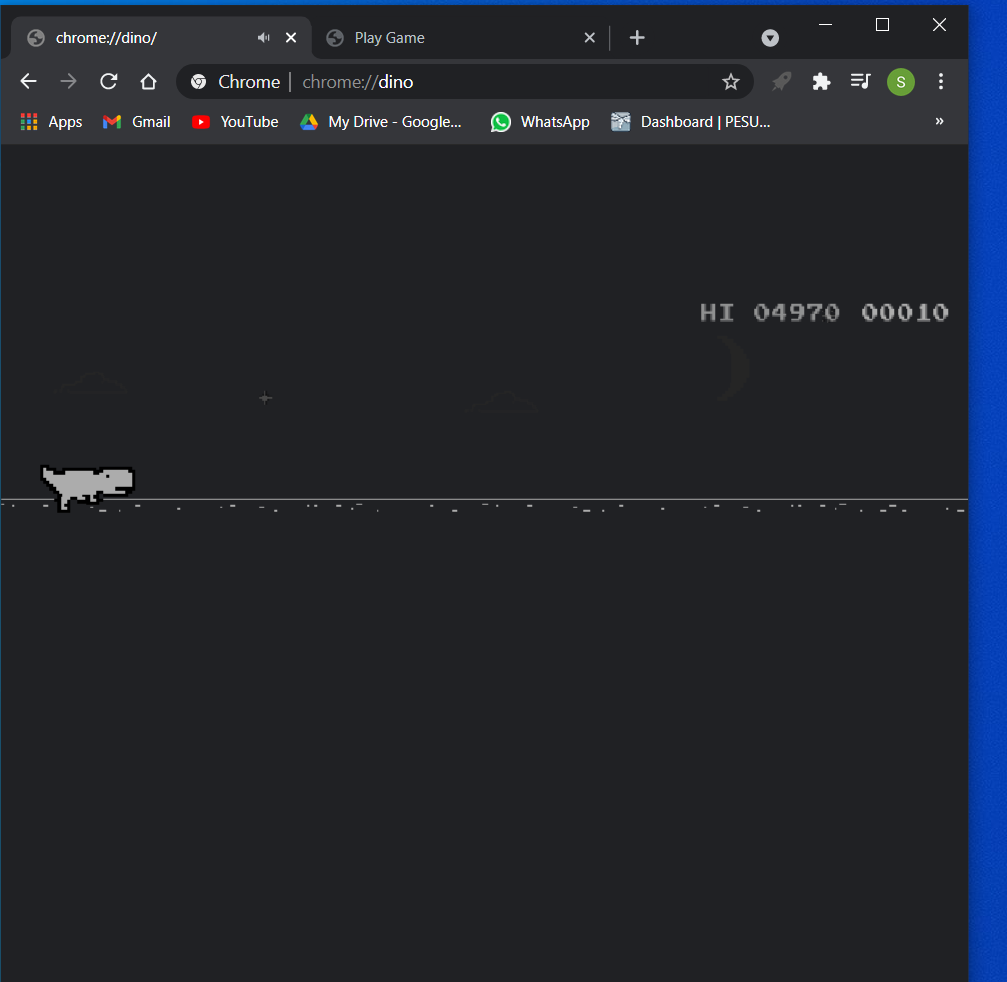 chrome://dino/ Play Game
Chrome | chrome://dino S
Apps Gmail YouTube My Drive - Google... WhatsApp Dashboard | PESU... »
HI 04970 00010